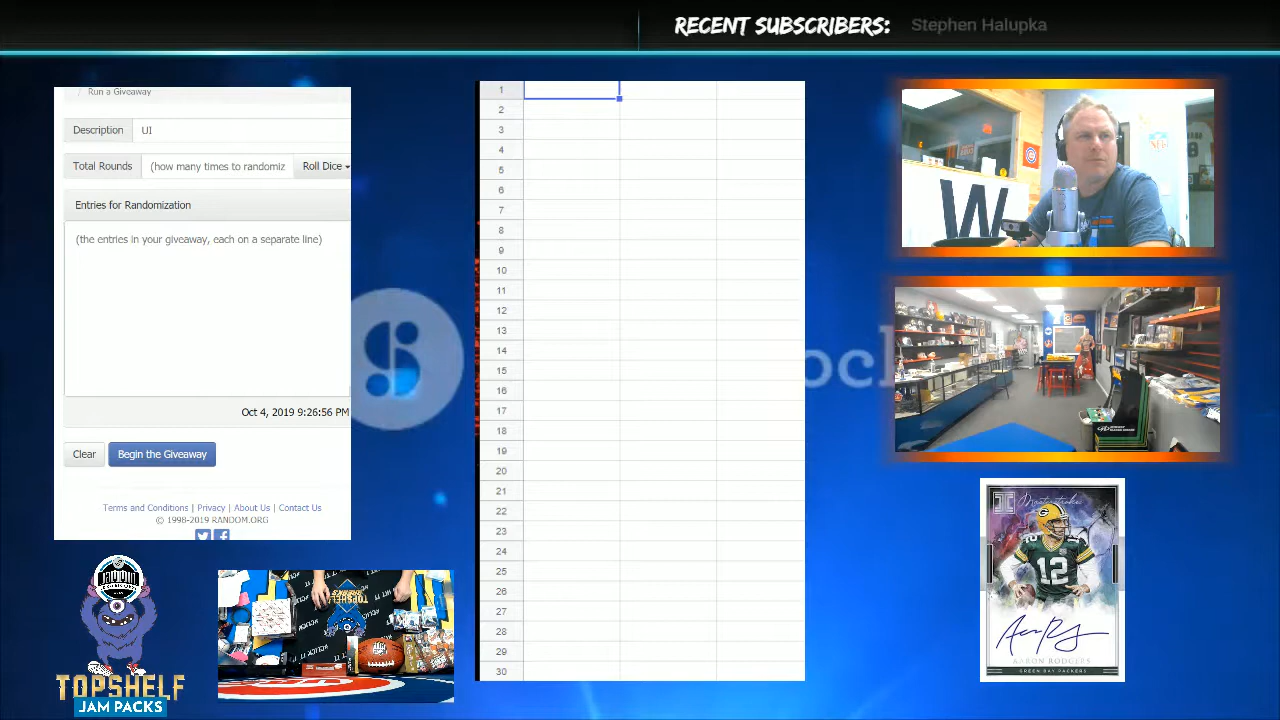 RECENT SUBSCRIBERS: Stephen Halupka
/ Run a Giveaway
Description UI
Total Rounds (how many times to randomiz Roll Dice
Entries for Randomization
(the entries in your giveaway, each on a separate line)
Oct 4, 2019 9:26:56 PM
Clear Begin the Giveaway
Terms and Conditions | Privacy | About Us | Contact Us
© 1998-2019 RANDOM.ORG
TOPSHELF
JAM PACKS
1
2
3
4
5
6
7
8
9
10
11
12
13
14
15
16
17
18
19
20
21
22
23
24
25
26
27
28
29
30
W
Masterstrokes
12
AARON RODGERS
GREEN BAY PACKERS